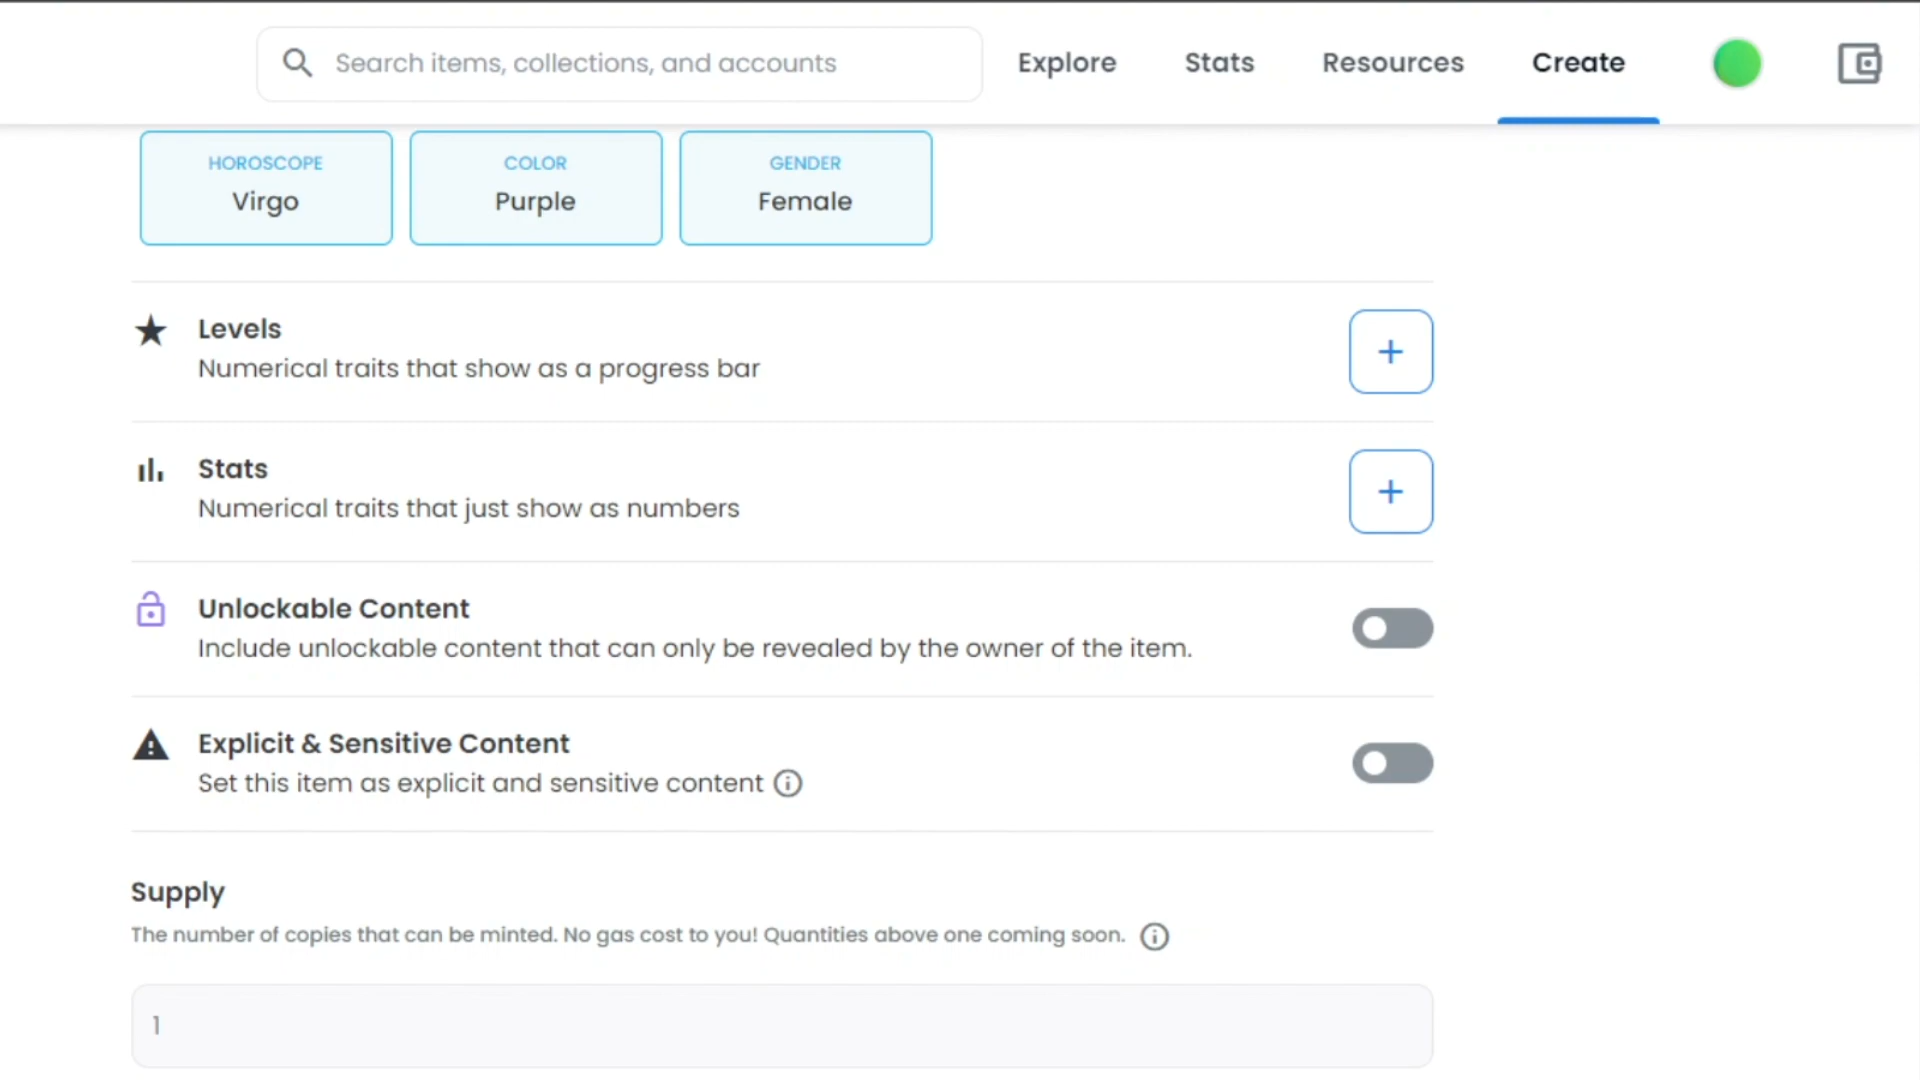 Search items, collections, and accounts
Explore
Stats
Resources
Create
HOROSCOPE
Virgo
COLOR
Purple
GENDER
Female
Levels
Numerical traits that show as a progress bar
Stats
Numerical traits that just show as numbers
Unlockable Content
Include unlockable content that can only be revealed by the owner of the item.
Explicit & Sensitive Content
Set this item as explicit and sensitive content
Supply
The number of copies that can be minted. No gas cost to you! Quantities above one coming soon.
1